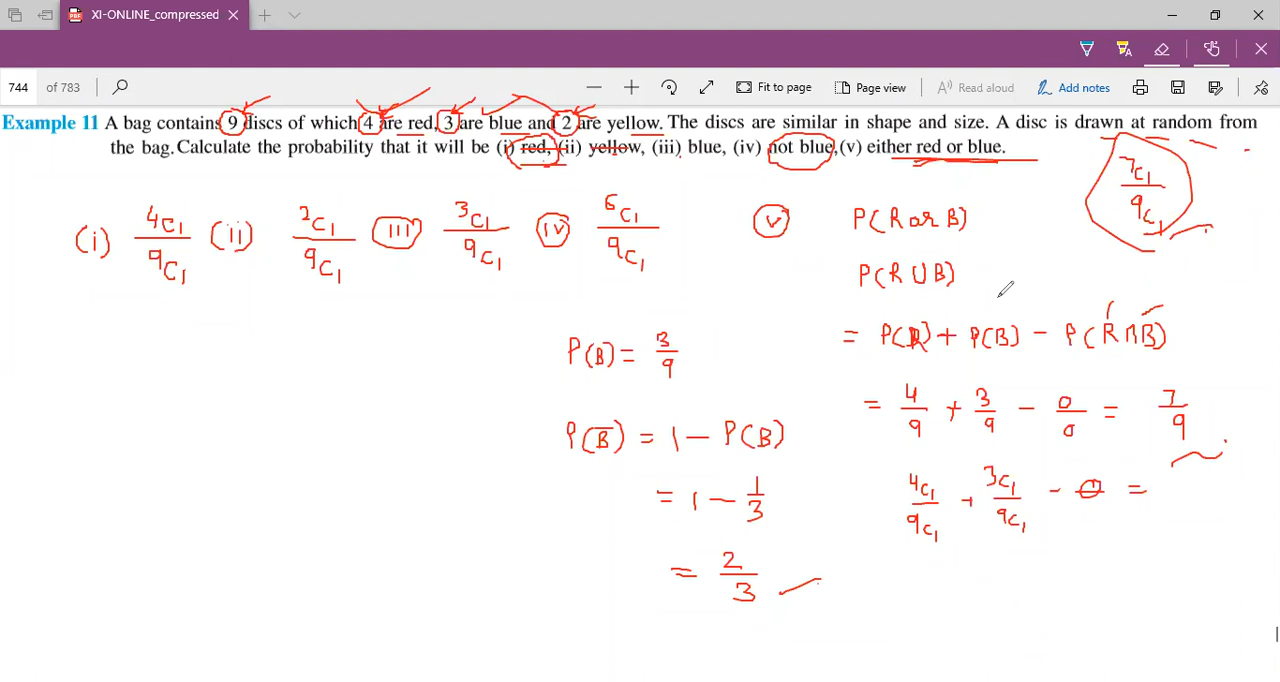 XI-ONLINE_compressed
744 of 783
Fit to page
Page view
Read aloud
Add notes
Example 11 A bag contains 9 discs of which 4 are red, 3 are blue and 2 are yellow. The discs are similar in shape and size. A disc is drawn at random from
the bag. Calculate the probability that it will be (i) red, (ii) yellow, (iii) blue, (iv) not blue, (v) either red or blue.
(i) 4C1/9C1 (ii) 2C1/9C1 (iii) 3C1/9C1 (iv) 6C1/9C1
7C1/9C1
(v) P(R or B)
P(R∪B)
= P(R) + P(B) - P(R∩B)
= 4/9 + 3/9 - 0/0 = 7/9
4C1/9C1 + 3C1/9C1 - 0 =
P(B) = 3/9
P(B̅) = 1 - P(B)
= 1 - 1/3
= 2/3